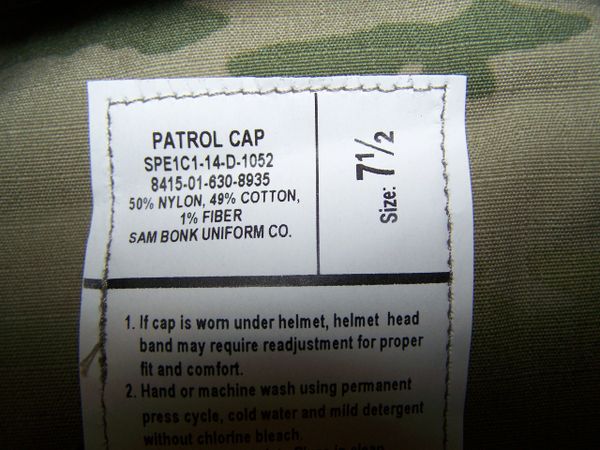 PATROL CAP
SPE1C1-14-D-1052
8415-01-630-8935
50% NYLON, 49% COTTON,
1% FIBER
SAM BONK UNIFORM CO.
Size: 7½
1. If cap is worn under helmet, helmet head
band may require readjustment for proper
fit and comfort.
2. Hand or machine wash using permanent
press cycle, cold water and mild detergent
without chlorine bleach.